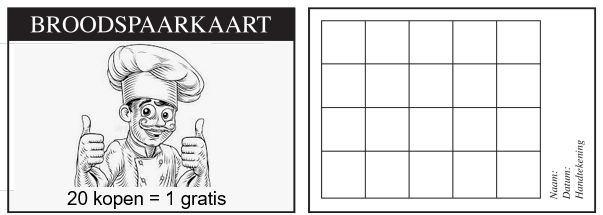 BROODSPAARKAART
20 kopen = 1 gratis
Naam:
Datum:
Handtekening